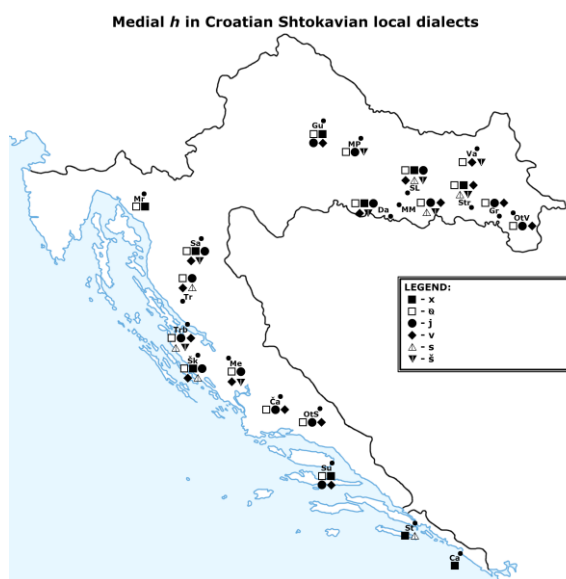 Medial h in Croatian Shtokavian local dialects
Gu
MP
Va
SL
Str
Mr
Da
MM
Gr
OtV
Sa
Tr
LEGEND:
- x
- ⱺ
- j
- v
- s
- š
Trb
Šk
Me
Ča
OtS
Su
St
Ca